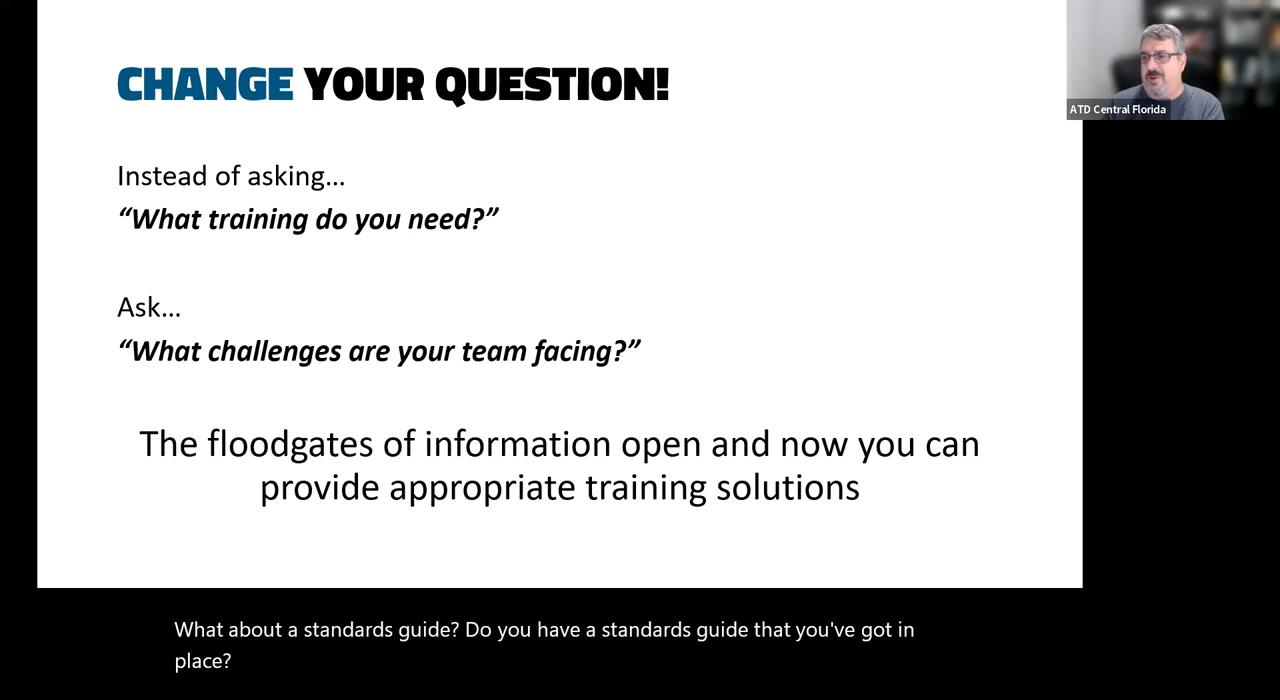 CHANGE YOUR QUESTION!
ATD Central Florida
Instead of asking…
“What training do you need?”
Ask…
“What challenges are your team facing?”
The floodgates of information open and now you can
provide appropriate training solutions
What about a standards guide? Do you have a standards guide that you've got in
place?